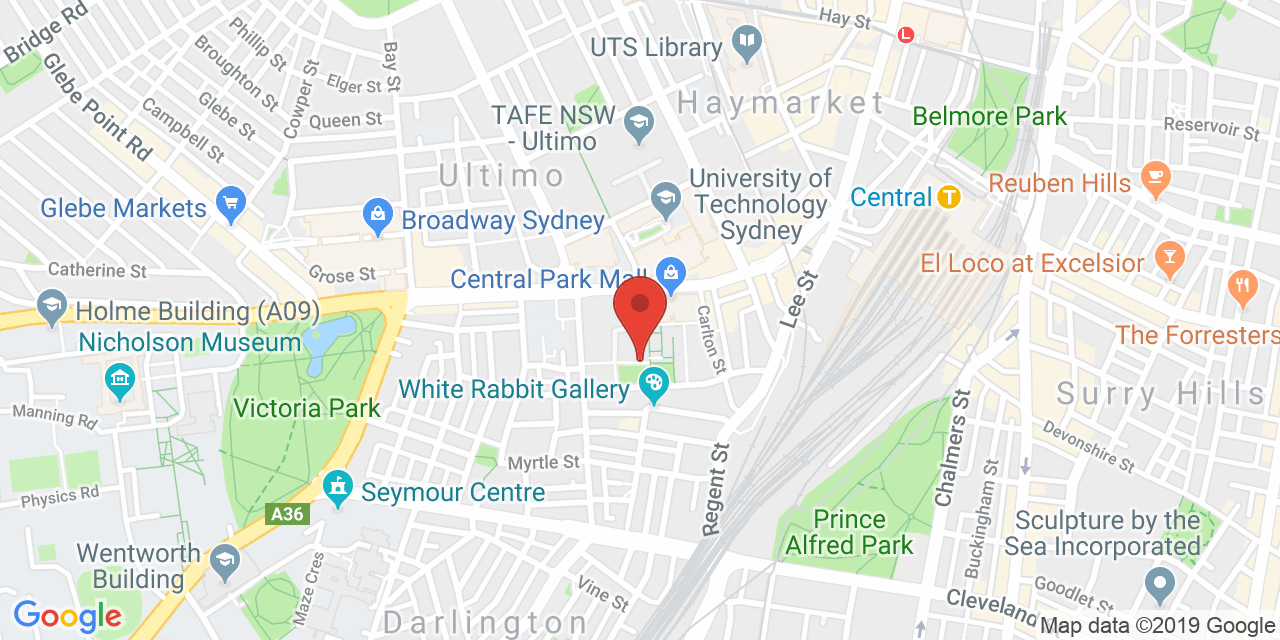 Bridge Rd
Phillip St
Broughton St
Glebe Point Rd
Glebe St
Elger St
Bay St
Cowper St
Campbell St
Queen St
Hay St
L
UTS Library
Haymarket
TAFE NSW
- Ultimo
Belmore Park
Reservoir St
Ultimo
University of
Technology
Sydney
Reuben Hills
Central
T
Glebe Markets
Broadway Sydney
Catherine St
Grose St
Central Park Mall
El Loco at Excelsior
Lee St
Holme Building (A09)
Nicholson Museum
Carlton St
The Forresters
White Rabbit Gallery
Surry Hills
Manning Rd
Victoria Park
Chalmers St
Devonshire St
Myrtle St
Regent St
Buckingham St
Physics Rd
Seymour Centre
A36
Prince
Alfred Park
Sculpture by the
Sea Incorporated
Wentworth
Building
Maze Cres
Vine St
Goodlet St
Cleveland
Darlington
Google
Map data ©2019 Google